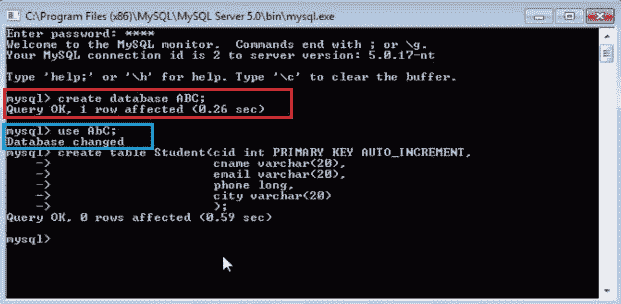 C:\Program Files (x86)\MySQL\MySQL Server 5.0\bin\mysql.exe
Enter password: ****
Welcome to the MySQL monitor.  Commands end with ; or \g.
Your MySQL connection id is 2 to server version: 5.0.17-nt
Type 'help;' or '\h' for help. Type '\c' to clear the buffer.
mysql> create database ABC;
Query OK, 1 row affected (0.26 sec)
mysql> use AbC;
Database changed
mysql> create table Student(cid int PRIMARY KEY AUTO_INCREMENT,
    -> cname varchar(20),
    -> email varchar(20),
    -> phone long,
    -> city varchar(20)
    -> );
Query OK, 0 rows affected (0.59 sec)
mysql>